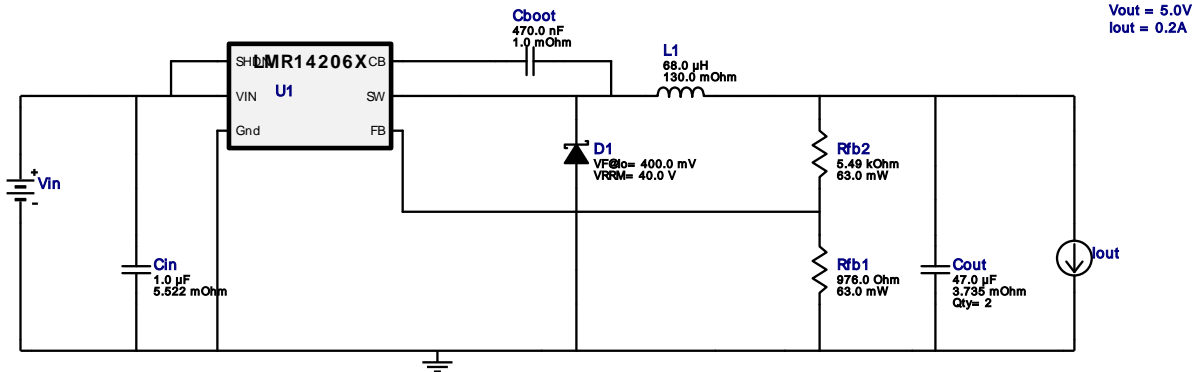 Vout = 5.0V
Iout = 0.2A
Cboot
470.0 nF
1.0 mOhm
L1
68.0 µH
130.0 mOhm
LMR14206X
U1
CB
VIN
SW
Gnd
FB
D1
VRRM= 40.0 V
Rfb2
5.49 kOhm
63.0 mW
+
Vin
-
Cin
1.0 µF
5.522 mOhm
Rfb1
976.0 Ohm
63.0 mW
Cout
47.0 µF
3.735 mOhm
Qty= 2
Iout